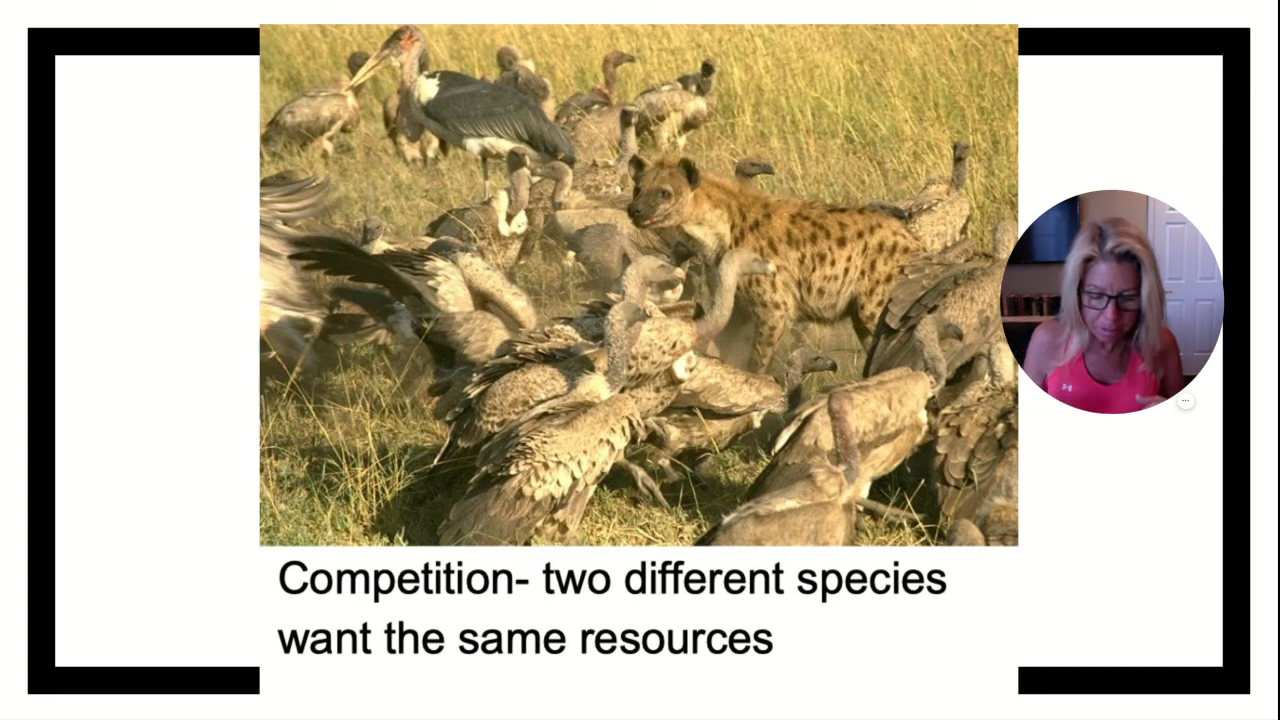 Competition- two different species
want the same resources